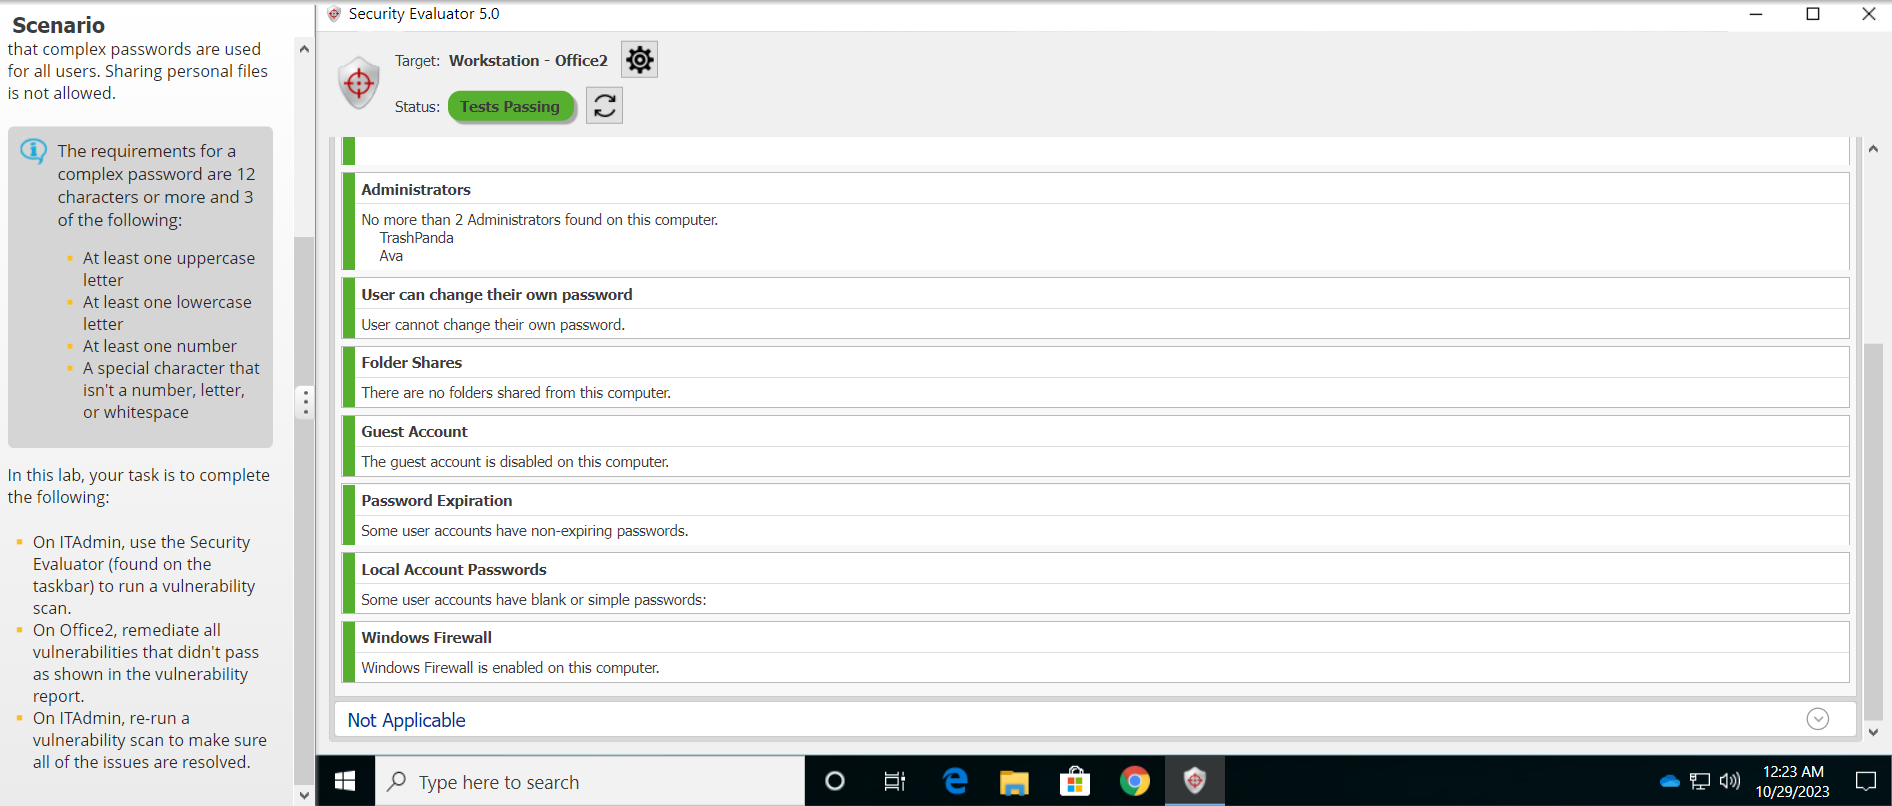 Scenario
that complex passwords are used
for all users. Sharing personal files
is not allowed.
The requirements for a
complex password are 12
characters or more and 3
of the following:
At least one uppercase
letter
At least one lowercase
letter
At least one number
A special character that
isn't a number, letter,
or whitespace
In this lab, your task is to complete
the following:
On ITAdmin, use the Security
Evaluator (found on the
taskbar) to run a vulnerability
scan.
On Office2, remediate all
vulnerabilities that didn't pass
as shown in the vulnerability
report.
On ITAdmin, re-run a
vulnerability scan to make sure
all of the issues are resolved.
Security Evaluator 5.0
Target: Workstation - Office2
Status: Tests Passing
Administrators
No more than 2 Administrators found on this computer.
TrashPanda
Ava
User can change their own password
User cannot change their own password.
Folder Shares
There are no folders shared from this computer.
Guest Account
The guest account is disabled on this computer.
Password Expiration
Some user accounts have non-expiring passwords.
Local Account Passwords
Some user accounts have blank or simple passwords:
Windows Firewall
Windows Firewall is enabled on this computer.
Not Applicable
Type here to search
12:23 AM
10/29/2023